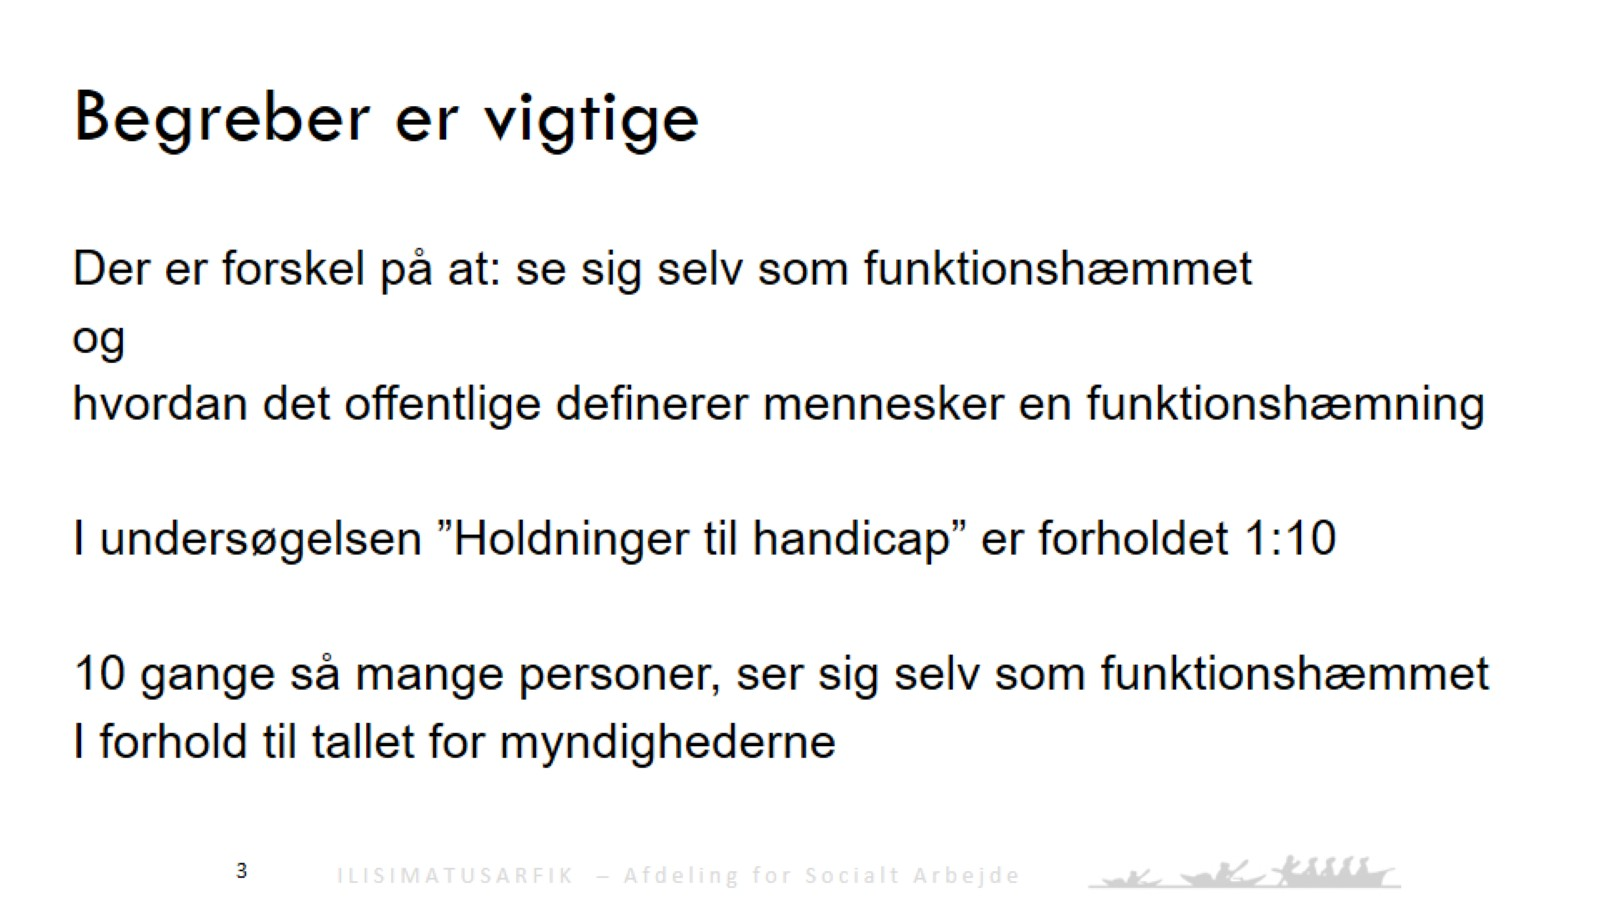 Begreber er vigtige
Der er forskel på at: se sig selv som funktionshæmmet
og
hvordan det offentlige definerer mennesker en funktionshæmning
I undersøgelsen ”Holdninger til handicap” er forholdet 1:10
10 gange så mange personer, ser sig selv som funktionshæmmet
I forhold til tallet for myndighederne
3
ILISIMATUSARFIK – Afdeling for Socialt Arbejde